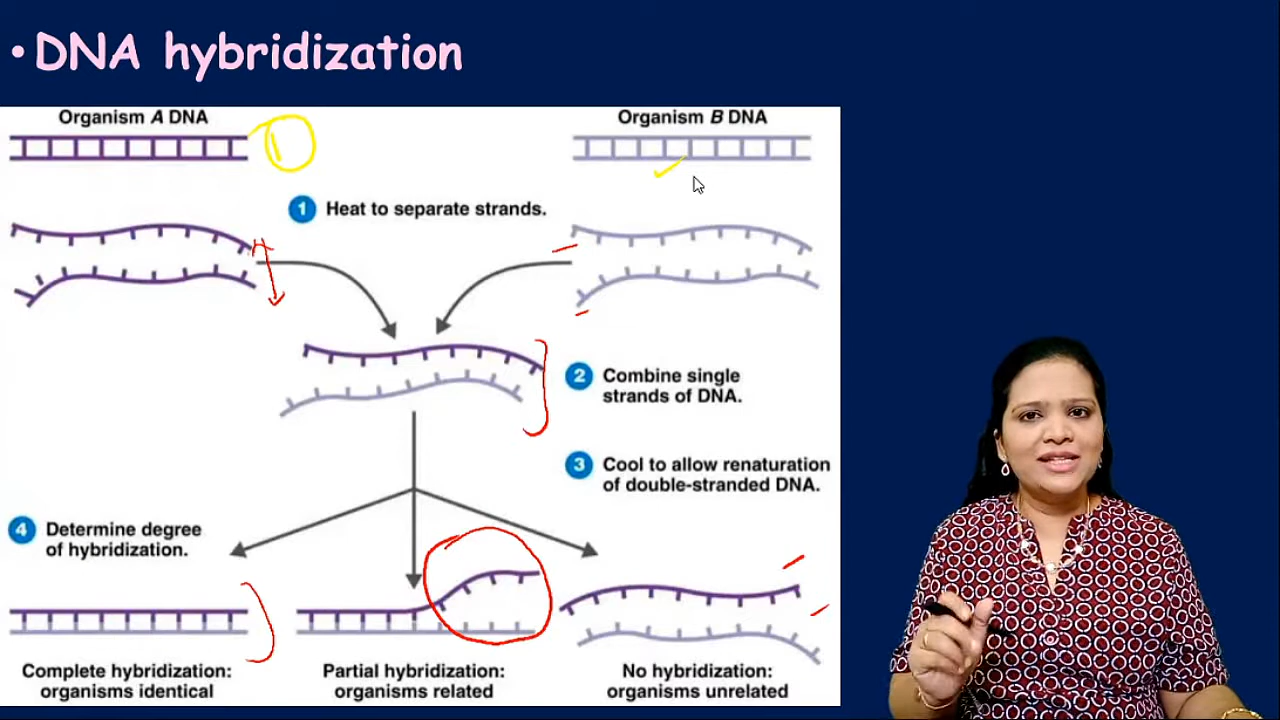 • DNA hybridization
Organism A DNA
Organism B DNA
1 Heat to separate strands.
2 Combine single
strands of DNA.
3 Cool to allow renaturation
of double-stranded DNA.
4 Determine degree
of hybridization.
Complete hybridization:
organisms identical
Partial hybridization:
organisms related
No hybridization:
organisms unrelated